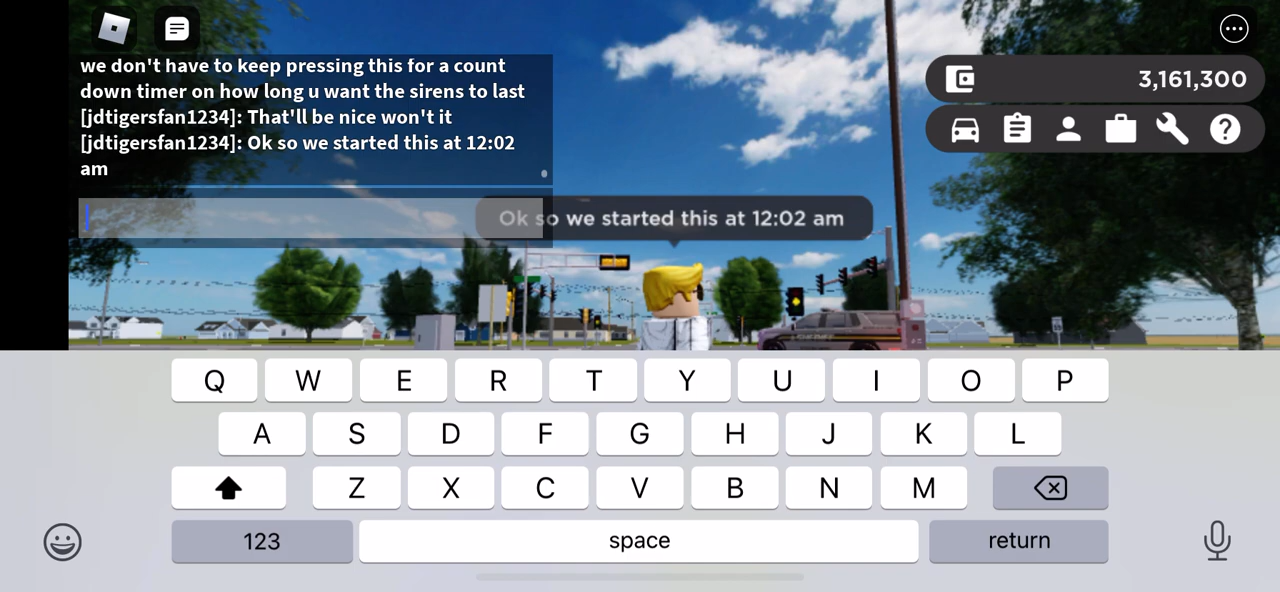 we don't have to keep pressing this for a count
down timer on how long u want the sirens to last
[jdtigersfan1234]: That'll be nice won't it
[jdtigersfan1234]: Ok so we started this at 12:02
am
3,161,300
Ok so we started this at 12:02 am
Q W E R T Y U I O P
A S D F G H J K L
Z X C V B N M
123 space return